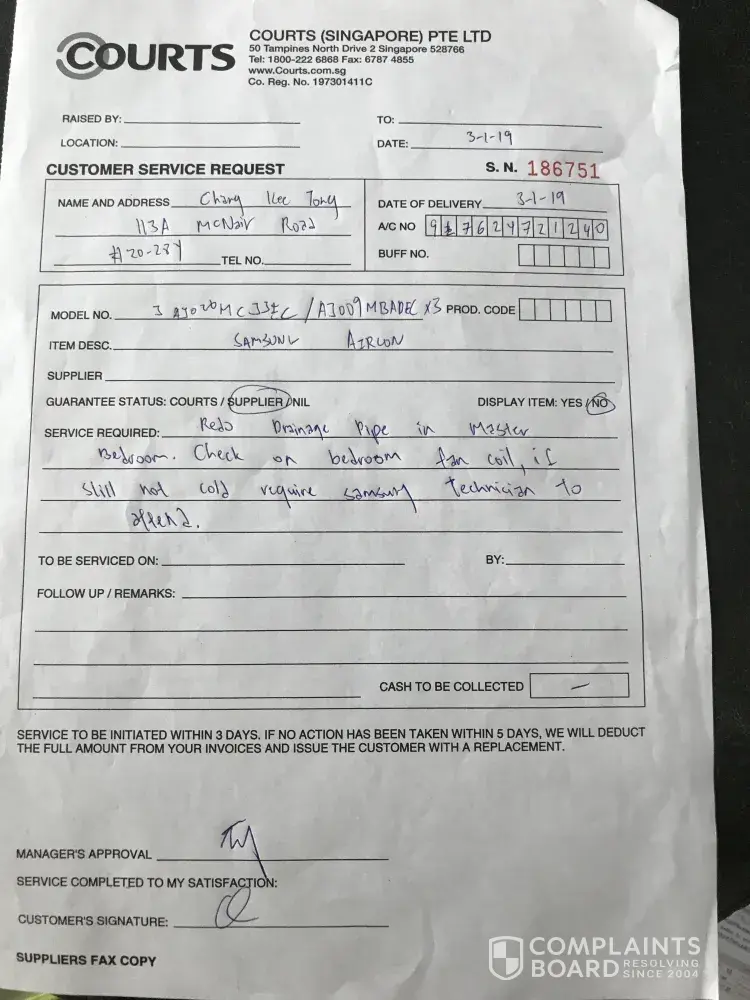 COURTS
COURTS (SINGAPORE) PTE LTD
50 Tampines North Drive 2 Singapore 528766
Tel: 1800-222 6868 Fax: 6787 4855
www.Courts.com.sg
Co. Reg. No. 197301411C
RAISED BY: TO:
LOCATION: DATE: 3-1-19
CUSTOMER SERVICE REQUEST S. N. 186751
NAME AND ADDRESS Chang Kee Tong DATE OF DELIVERY 3-1-19
113A McNair Road A/C NO
#20-284 TEL NO. BUFF NO.
MODEL NO. 3 /AJ009MBADEC x3 PROD. CODE
ITEM DESC. SAMSUNG AIRCON
SUPPLIER
GUARANTEE STATUS: COURTS / SUPPLIER / NIL DISPLAY ITEM: YES / NO
SERVICE REQUIRED: Redo Drainage Pipe in Master
Bedroom. Check on bedroom fan coil, if
still not cold require samsung technician to
attend.
TO BE SERVICED ON: BY:
FOLLOW UP / REMARKS:
CASH TO BE COLLECTED —
SERVICE TO BE INITIATED WITHIN 3 DAYS. IF NO ACTION HAS BEEN TAKEN WITHIN 5 DAYS, WE WILL DEDUCT
THE FULL AMOUNT FROM YOUR INVOICES AND ISSUE THE CUSTOMER WITH A REPLACEMENT.
MANAGER'S APPROVAL
SERVICE COMPLETED TO MY SATISFACTION:
CUSTOMER'S SIGNATURE:
SUPPLIERS FAX COPY
COMPLAINTS
BOARD RESOLVING
SINCE 2004